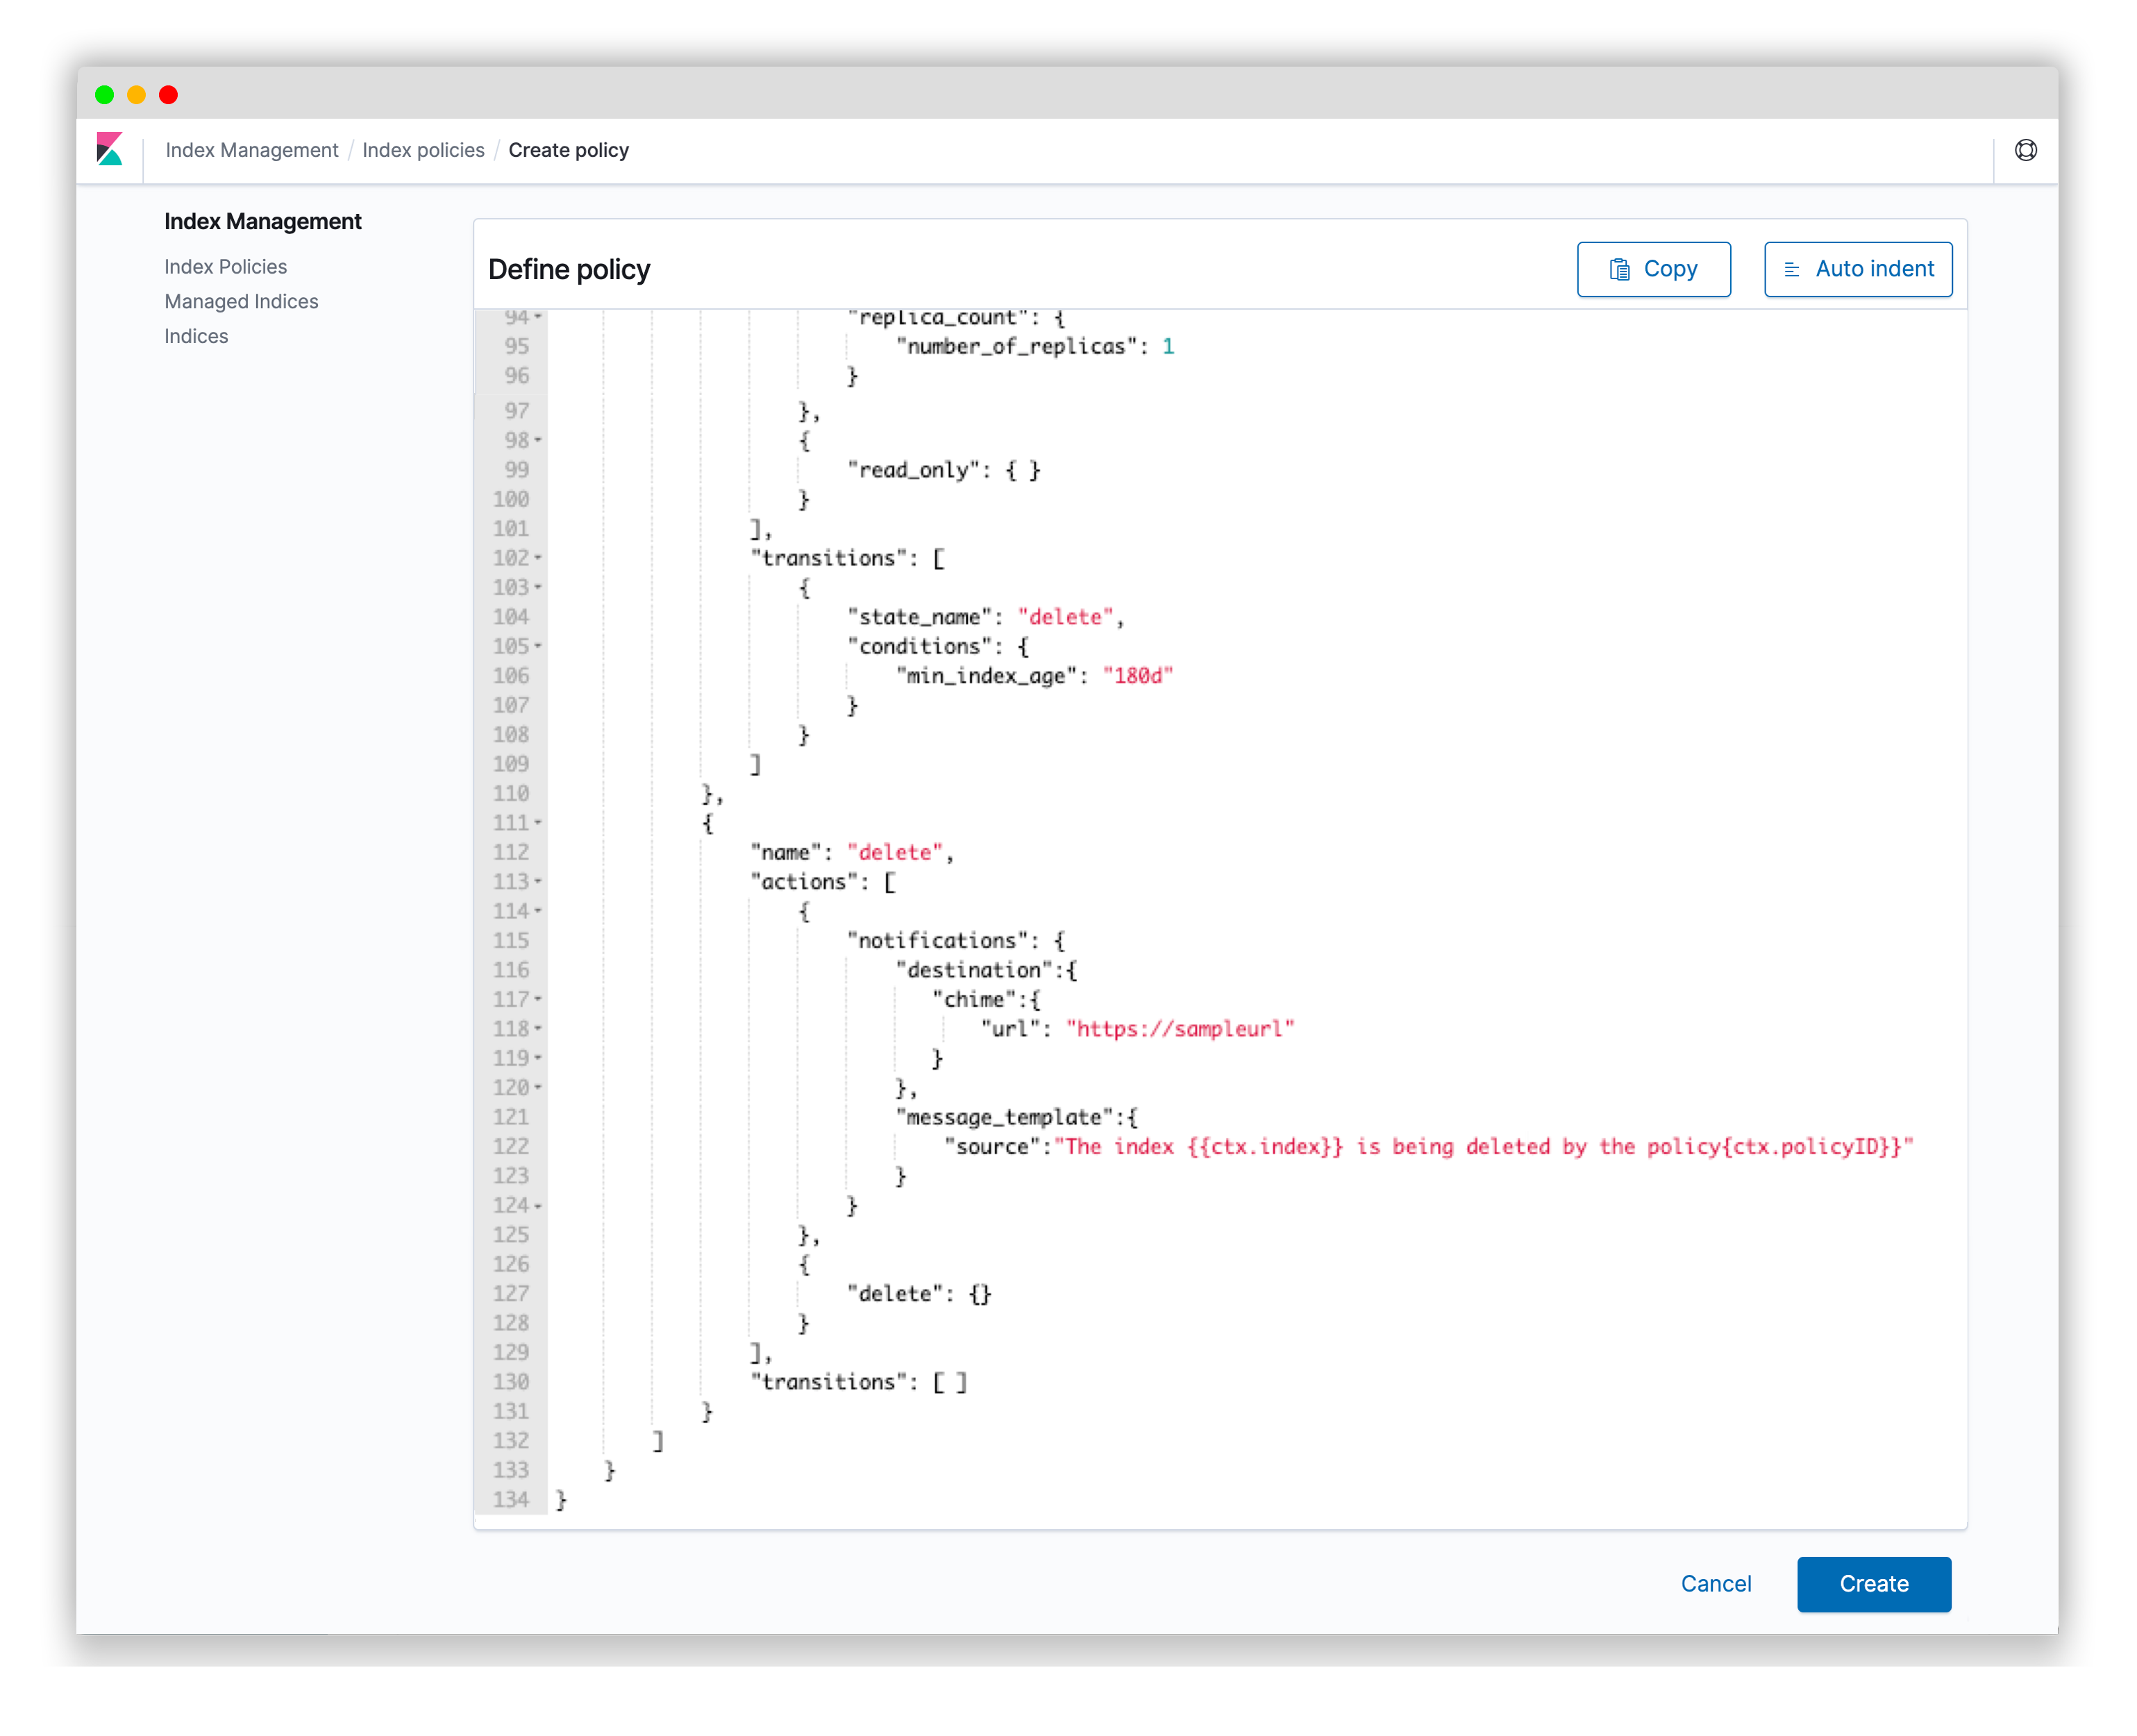 Index Management / Index policies / Create policy
Index Management
Index Policies
Managed Indices
Indices
Define policy
Copy
Auto indent
94 "replica_count": {
95 "number_of_replicas": 1
96 }
97 },
98 {
99 "read_only": { }
100 }
101 ],
102 "transitions": [
103 {
104 "state_name": "delete",
105 "conditions": {
106 "min_index_age": "180d"
107 }
108 }
109 ]
110 },
111 {
112 "name": "delete",
113 "actions": [
114 {
115 "notifications": {
116 "destination":{
117 "chime":{
118 "url": "https://sampleurl"
119 }
120 },
121 "message_template":{
122 "source":"The index {{ctx.index}} is being deleted by the policy{ctx.policyID}}"
123 }
124 }
125 },
126 {
127 "delete": {}
128 }
129 ],
130 "transitions": [ ]
131 }
132 ]
133 }
134 }
Cancel
Create